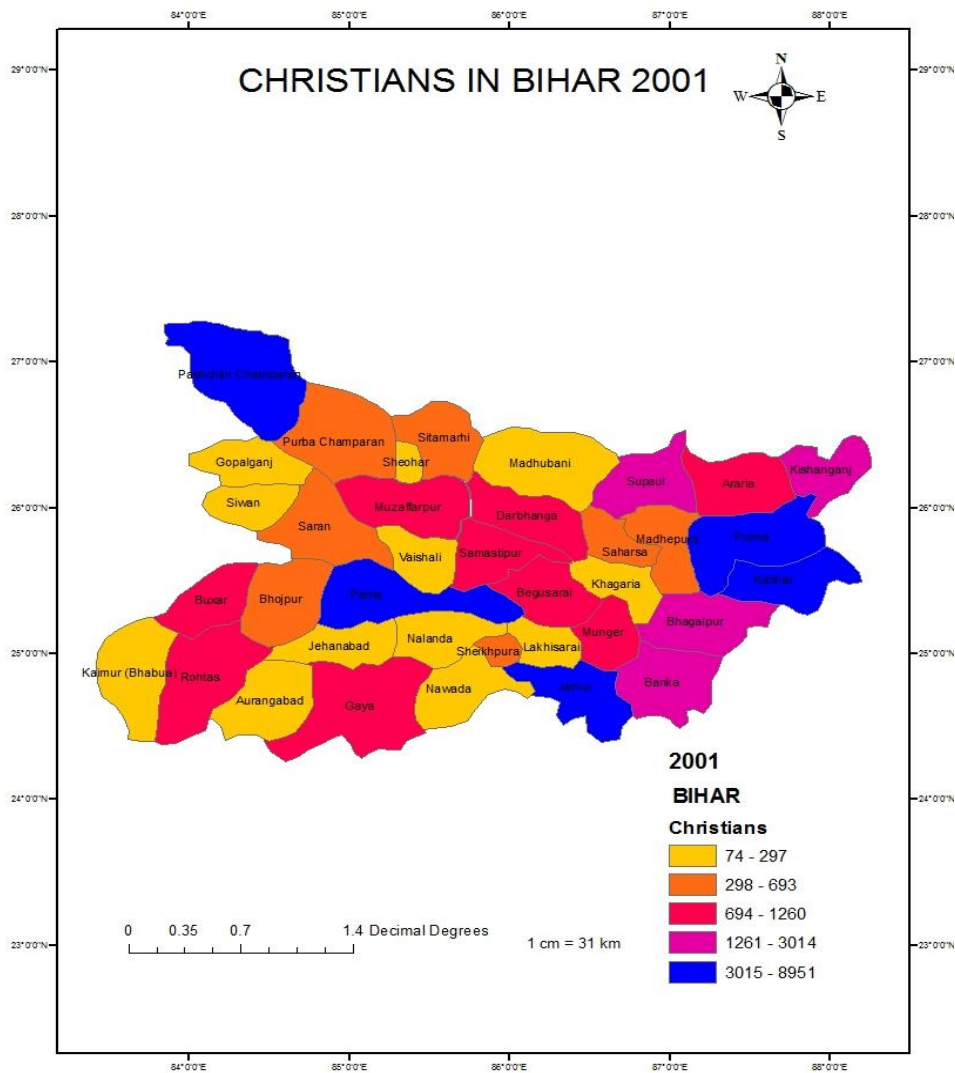 84°0'0"E 85°0'0"E 86°0'0"E 87°0'0"E 88°0'0"E
CHRISTIANS IN BIHAR 2001
N
W E
S
29°0'0"N 29°0'0"N
28°0'0"N 28°0'0"N
27°0'0"N 27°0'0"N
26°0'0"N 26°0'0"N
25°0'0"N 25°0'0"N
24°0'0"N 24°0'0"N
23°0'0"N 23°0'0"N
Pashchim Champaran
Purba Champaran
Sitamarhi
Sheohar
Gopalganj
Madhubani
Siwan
Supaul
Araria
Kishanganj
Muzaffarpur
Darbhanga
Saran
Madhepura
Purnia
Saharsa
Vaishali
Samastipur
Khagaria
Katihar
Buxar
Bhojpur
Patna
Begusarai
Bhagalpur
Munger
Jehanabad
Nalanda
Sheikhpura
Lakhisarai
Kaimur (Bhabua)
Rohtas
Aurangabad
Gaya
Nawada
Jamui
Banka
2001
BIHAR
Christians
74 - 297
298 - 693
694 - 1260
1261 - 3014
3015 - 8951
0 0.35 0.7 1.4 Decimal Degrees
1 cm = 31 km
84°0'0"E 85°0'0"E 86°0'0"E 87°0'0"E 88°0'0"E